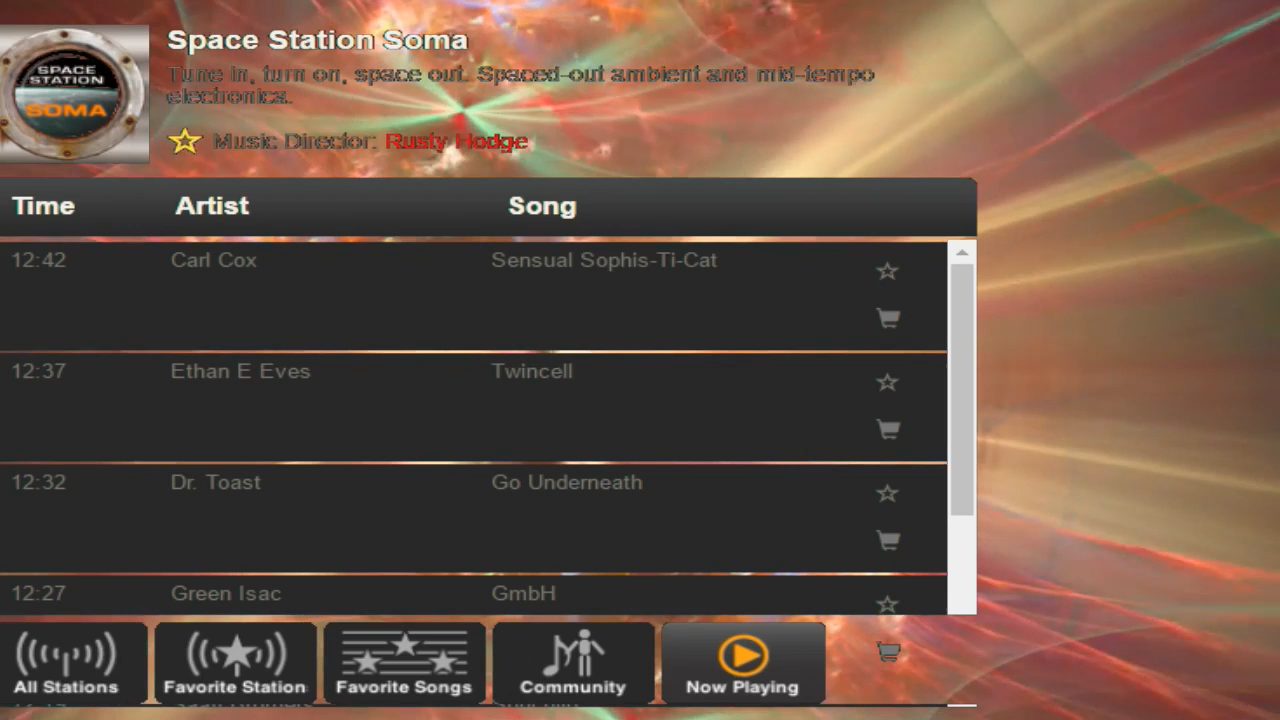 Space Station Soma
SPACE
STATION
SOMA
Tune in, turn on, space out. Spaced-out ambient and mid-tempo
electronica.
Music Director: Rusty Hodge
Time Artist Song
12:42 Carl Cox Sensual Sophis-Ti-Cat
12:37 Ethan E Eves Twincell
12:32 Dr. Toast Go Underneath
12:27 Green Isac GmbH
All Stations Favorite Station Favorite Songs Community Now Playing